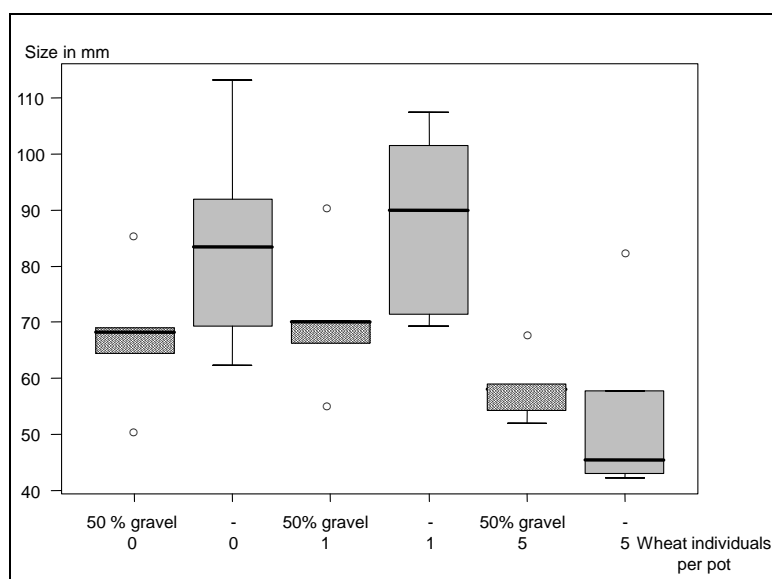 Size in mm
110
100
90
80
70
60
50
40
50 % gravel - 50% gravel - 50% gravel -
0 0 1 1 5 5 Wheat individuals
per pot